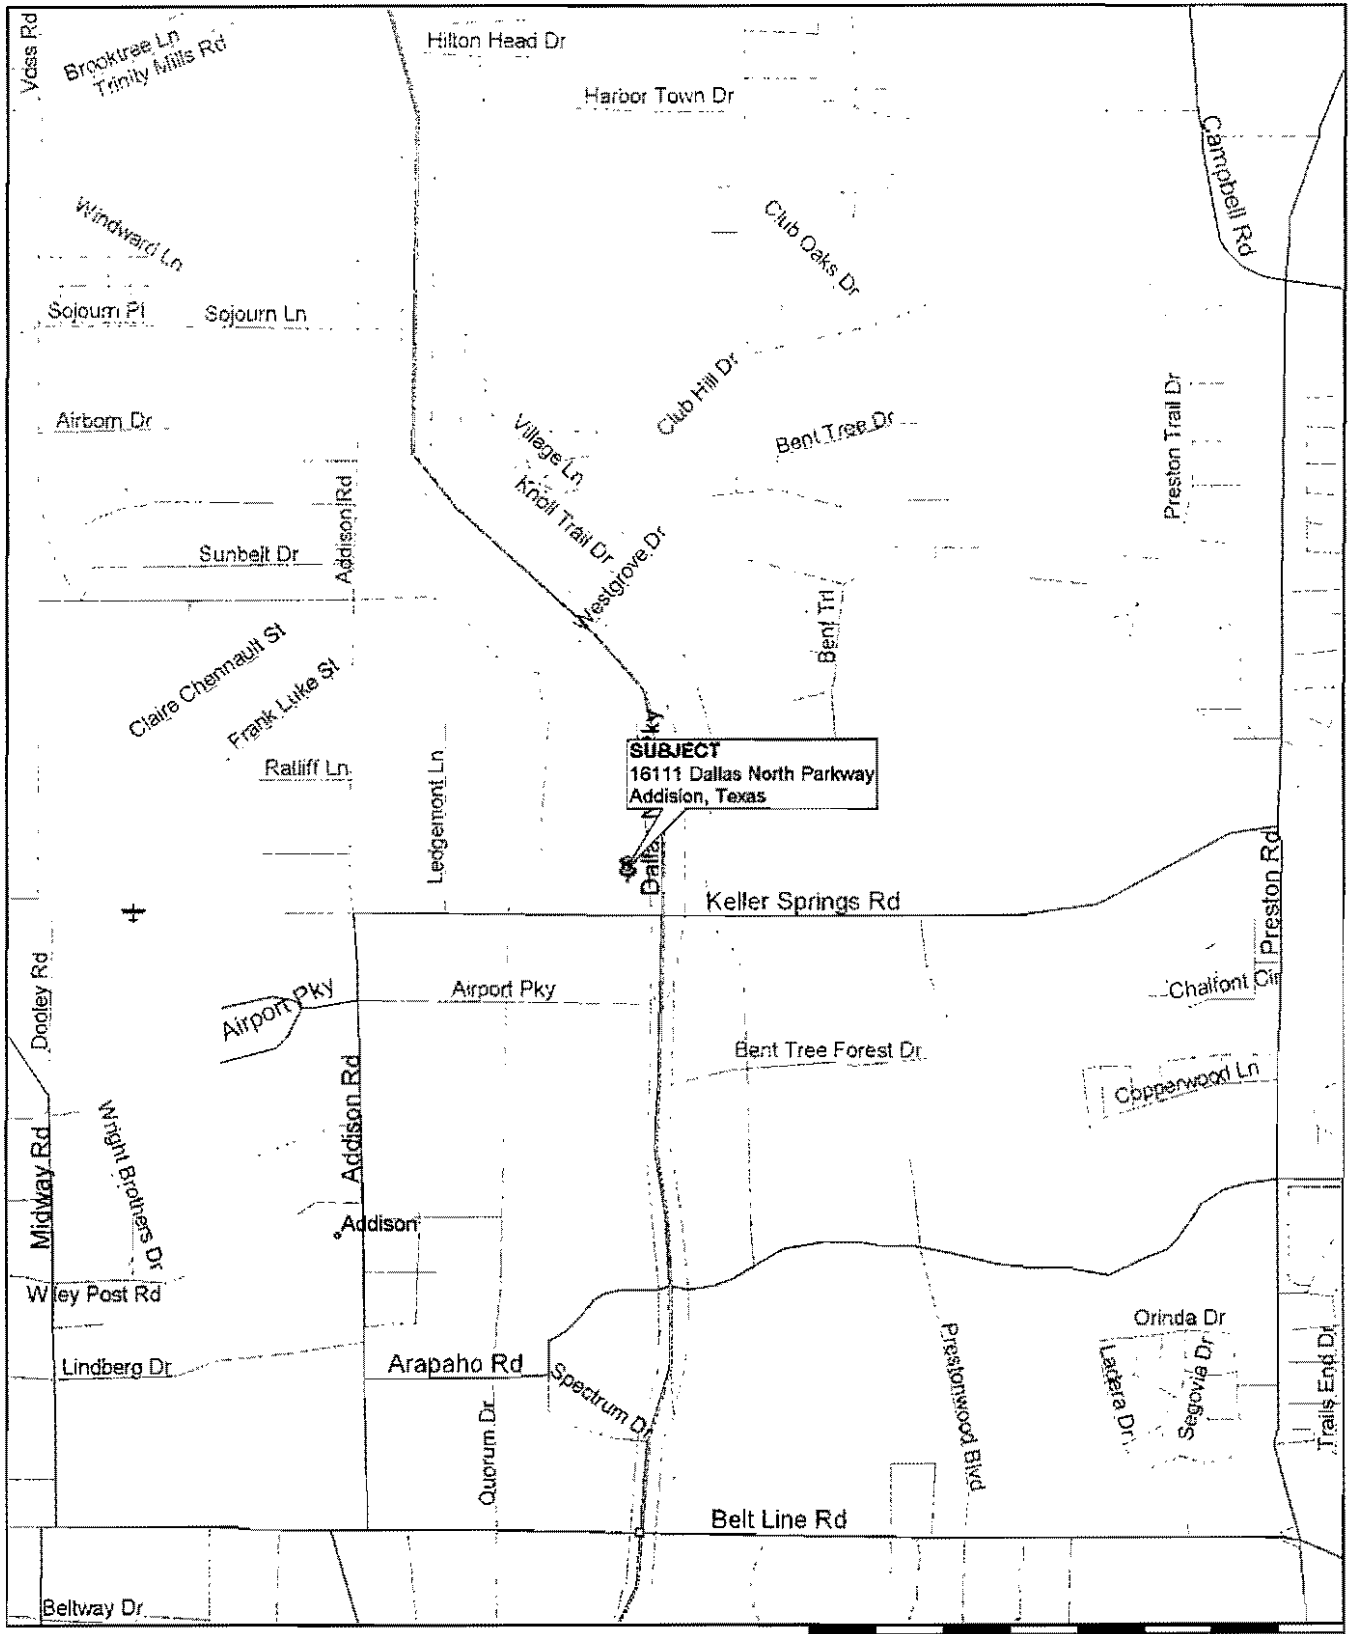 Voss Rd
Brooktree Ln
Trinity Mills Rd
Hilton Head Dr
Harbor Town Dr
Campbell Rd
Windward Ln
Club Oaks Dr
Sojourn Pl
Sojourn Ln
Club Hill Dr
Preston Trail Dr
Airborn Dr
Village Ln
Bent Tree Dr
Knoll Trail Dr
Addison Rd
Westgrove Dr
Sunbelt Dr
Bent Trl
Claire Chennault St
Frank Luke St
Ratliff Ln
Ledgemont Ln
SUBJECT
16111 Dallas North Parkway
Addision, Texas
Keller Springs Rd
Preston Rd
Dooley Rd
Airport Pky
Airport Pky
Chalfont Cir
Bent Tree Forest Dr
Copperwood Ln
Addison Rd
Wright Brothers Dr
Midway Rd
Addison
Wiley Post Rd
Orinda Dr
Lindberg Dr
Arapaho Rd
Spectrum Dr
Prestonwood Blvd
Ladera Dr
Segovia Dr
Trails End Dr
Quorum Dr
Belt Line Rd
Beltway Dr